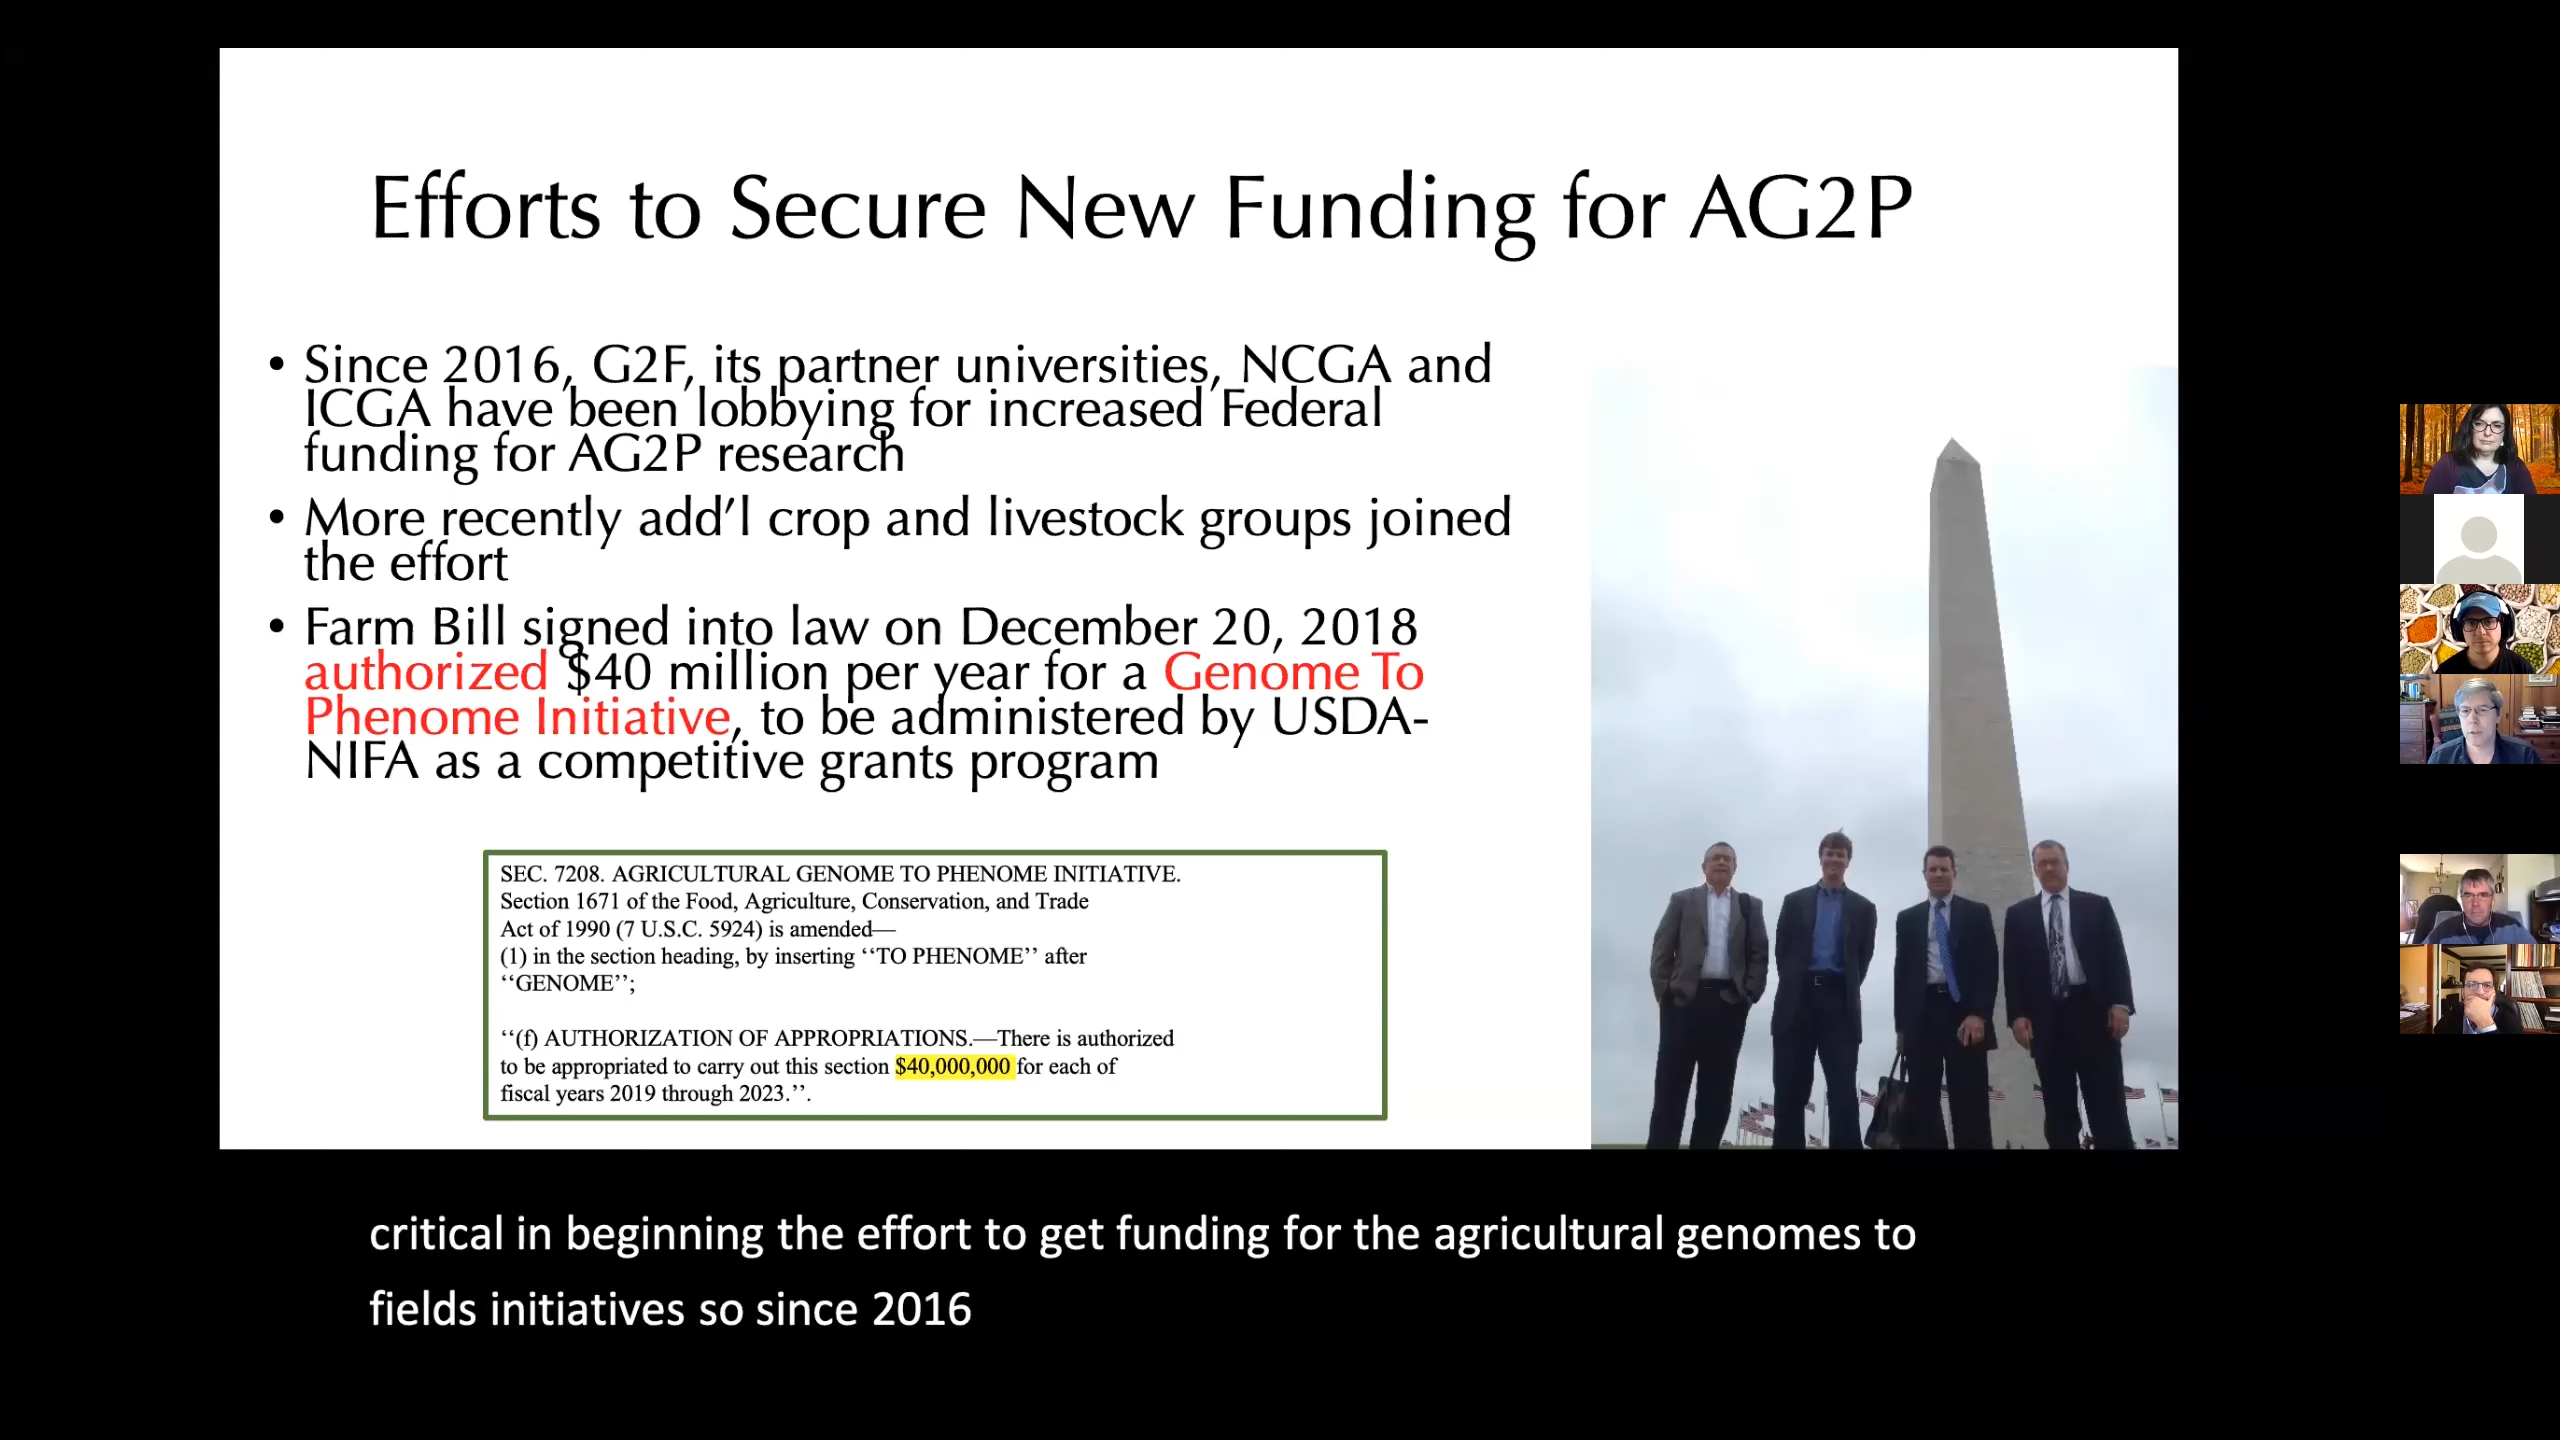 Efforts to Secure New Funding for AG2P
• Since 2016, G2F, its partner universities, NCGA and
ICGA have been lobbying for increased Federal
funding for AG2P research
• More recently add’l crop and livestock groups joined
the effort
• Farm Bill signed into law on December 20, 2018
authorized $40 million per year for a Genome To
Phenome Initiative, to be administered by USDA-
NIFA as a competitive grants program
SEC. 7208. AGRICULTURAL GENOME TO PHENOME INITIATIVE.
Section 1671 of the Food, Agriculture, Conservation, and Trade
Act of 1990 (7 U.S.C. 5924) is amended—
(1) in the section heading, by inserting ‘‘TO PHENOME’’ after
‘‘GENOME’’;
‘‘(f) AUTHORIZATION OF APPROPRIATIONS.—There is authorized
to be appropriated to carry out this section $40,000,000 for each of
fiscal years 2019 through 2023.’’.
critical in beginning the effort to get funding for the agricultural genomes to
fields initiatives so since 2016